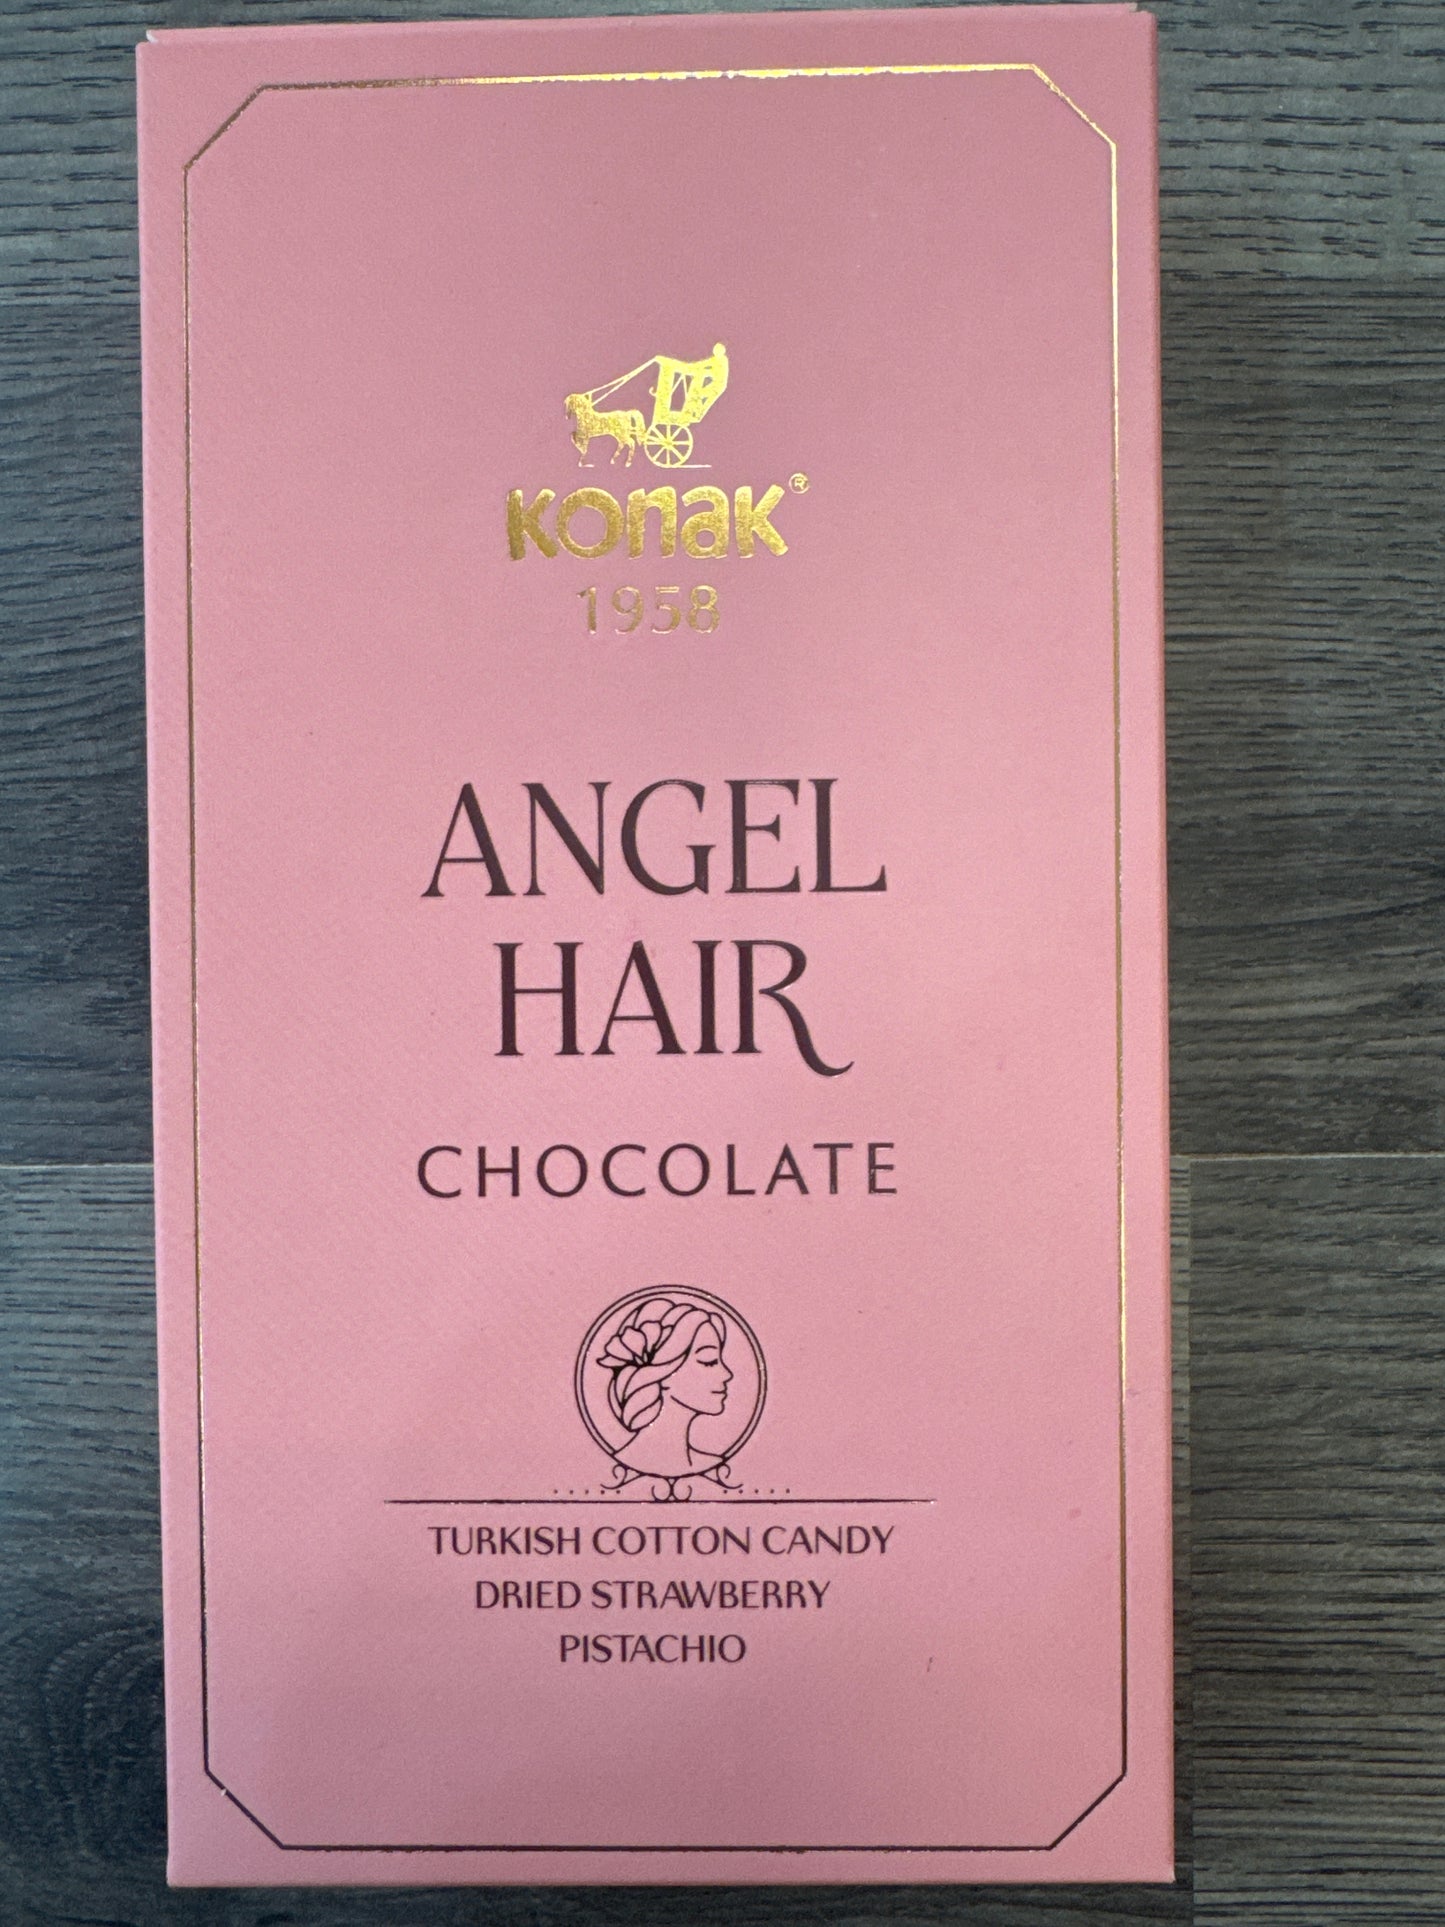 Konak®
1958
ANGEL
HAIR
CHOCOLATE
TURKISH COTTON CANDY
DRIED STRAWBERRY
PISTACHIO